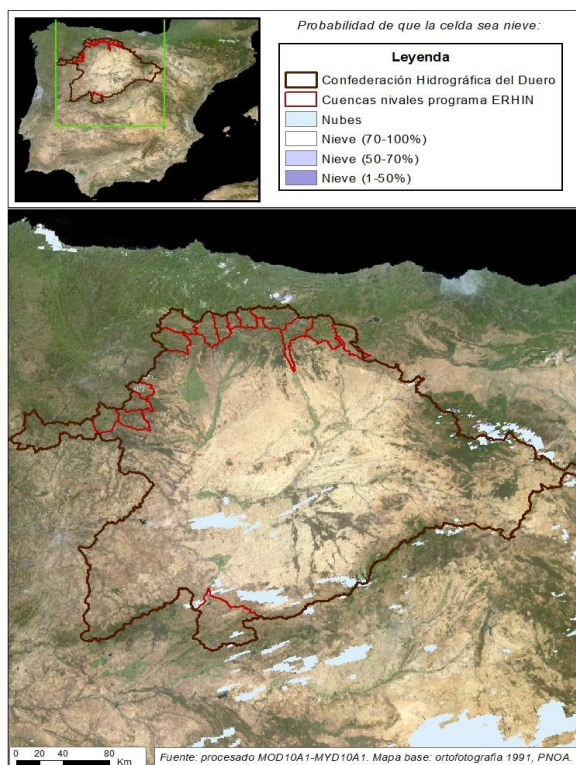 Probabilidad de que la celda sea nieve:
Leyenda
Confederación Hidrográfica del Duero
Cuencas nivales programa ERHIN
Nubes
Nieve (70-100%)
Nieve (50-70%)
Nieve (1-50%)
0 20 40 80
Km
Fuente: procesado MOD10A1-MYD10A1. Mapa base: ortofotografía 1991, PNOA.